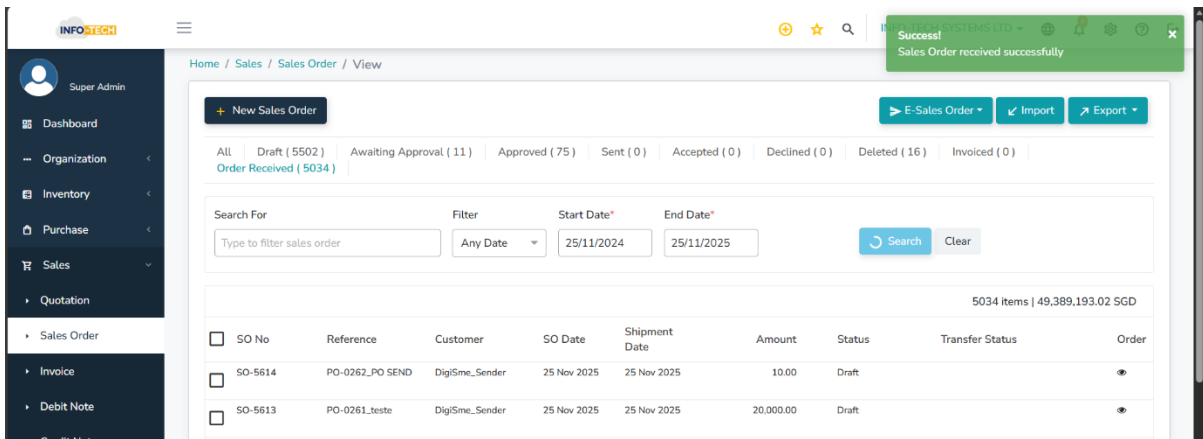 INFO-TECH
INFO-TECH SYSTEMS LTD
Success!
Sales Order received successfully
×
Super Admin
Home / Sales / Sales Order / View
Dashboard
Organization
Inventory
Purchase
Sales
Quotation
Sales Order
Invoice
Debit Note
+ New Sales Order
E-Sales Order
Import
Export
All Draft ( 5502 ) Awaiting Approval ( 11 ) Approved ( 75 ) Sent ( 0 ) Accepted ( 0 ) Declined ( 0 ) Deleted ( 16 ) Invoiced ( 0 )
Order Received ( 5034 )
Search For Filter Start Date* End Date*
Type to filter sales order Any Date 25/11/2024 25/11/2025 Search Clear
5034 items | 49,389,193.02 SGD
SO No Reference Customer SO Date Shipment Date Amount Status Transfer Status Order
SO-5614 PO-0262_PO SEND DigiSme_Sender 25 Nov 2025 25 Nov 2025 10.00 Draft
SO-5613 PO-0261_teste DigiSme_Sender 25 Nov 2025 25 Nov 2025 20,000.00 Draft